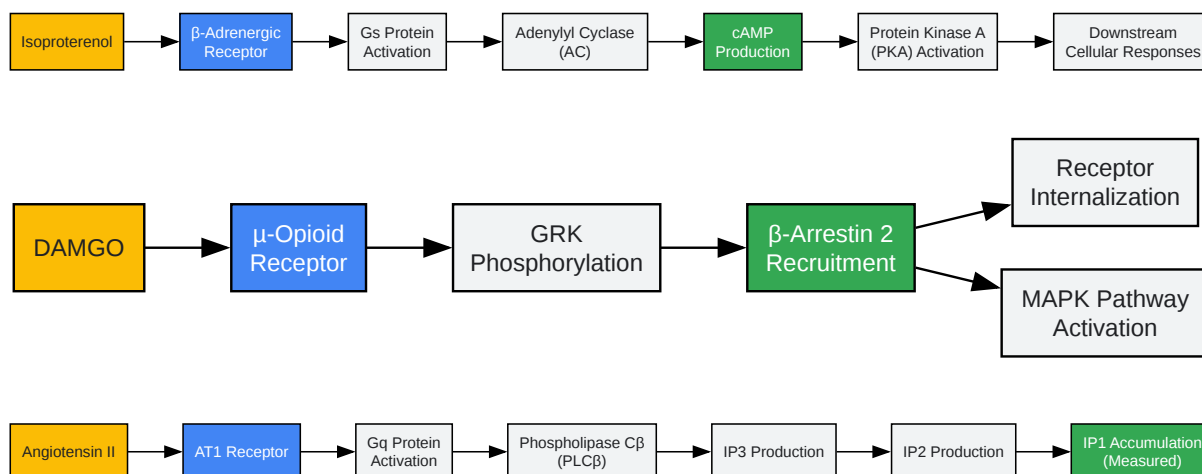 Isoproterenol
β-Adrenergic
Receptor
Gs Protein
Activation
Adenylyl Cyclase
(AC)
cAMP
Production
Protein Kinase A
(PKA) Activation
Downstream
Cellular Responses
DAMGO
μ-Opioid
Receptor
GRK
Phosphorylation
β-Arrestin 2
Recruitment
Receptor
Internalization
MAPK Pathway
Activation
Angiotensin II
AT1 Receptor
Gq Protein
Activation
Phospholipase Cβ
(PLCβ)
IP3 Production
IP2 Production
IP1 Accumulation
(Measured)